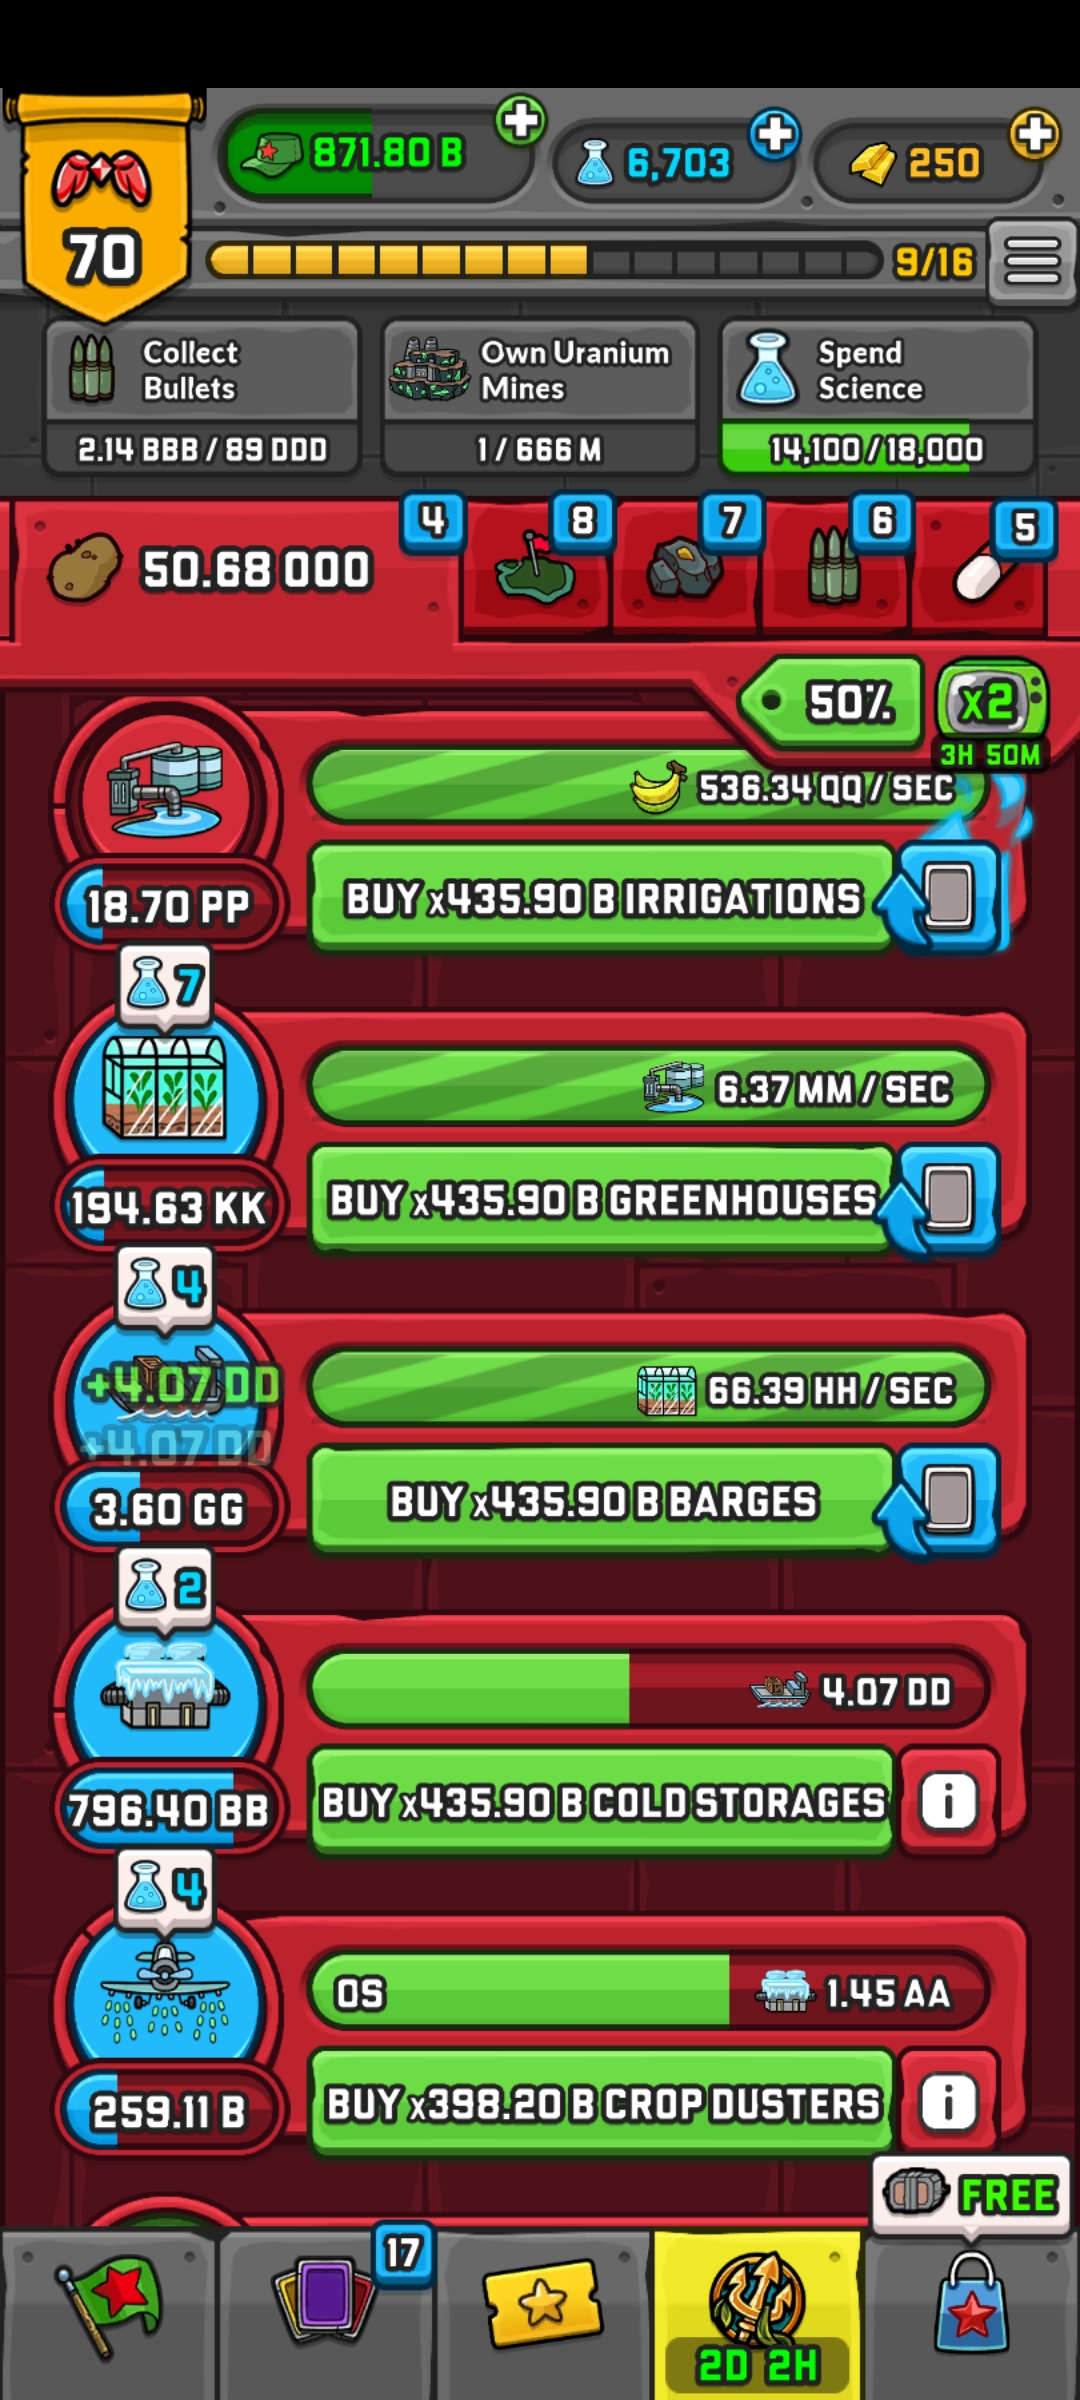 871.80 B
6,703
250
70
9/16
Collect
Bullets
Own Uranium
Mines
Spend
Science
2.14 BBB / 89 DDD
1 / 666 M
14,100/18,000
50.68 OOO
4
8
7
6
5
50%
x2
3H 50M
536.34 QQ / SEC
BUY x435.90 B IRRIGATIONS
18.70 PP
7
6.37 MM / SEC
BUY x435.90 B GREENHOUSES
194.63 KK
4
+4.07 DD
+4.07 DD
66.39 HH / SEC
BUY x435.90 B BARGES
3.60 GG
2
4.07 DD
BUY x435.90 B COLD STORAGES
i
796.40 BB
4
0S
1.45 AA
BUY x398.20 B CROP DUSTERS
i
259.11 B
FREE
17
2D 2H